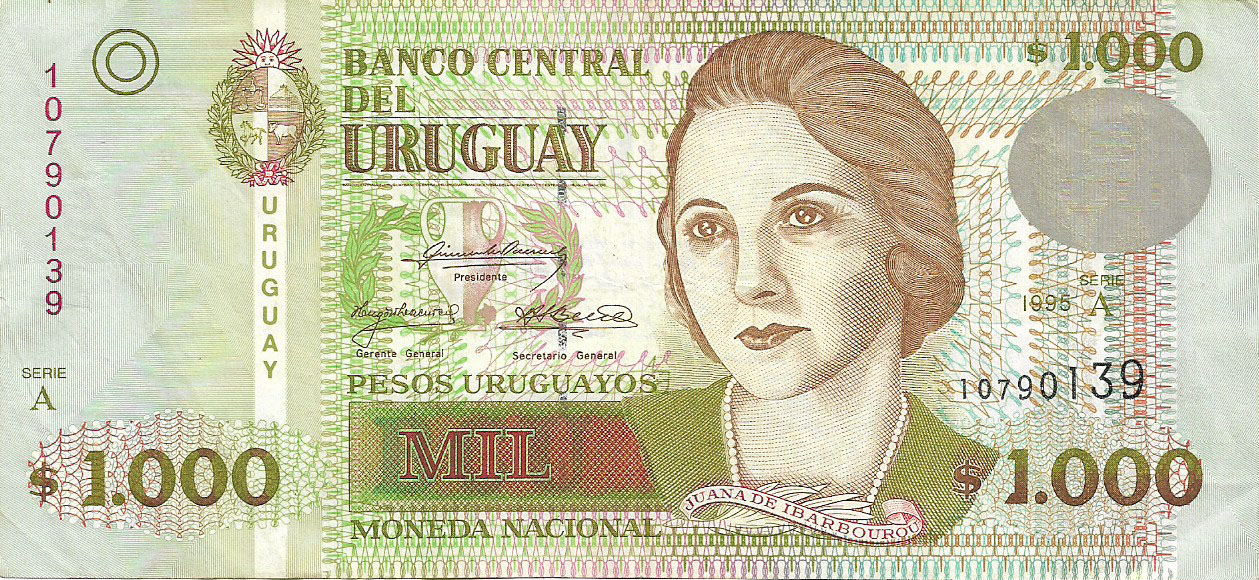 10790139
SERIE
A
$ 1.000
URUGUAY
BANCO CENTRAL
DEL
URUGUAY
Presidente
Gerente General
Secretario General
PESOS URUGUAYOS
MIL
MONEDA NACIONAL
JUANA DE IBARBOUROU
$ 1.000
SERIE
1995 A
10790139
$ 1.000